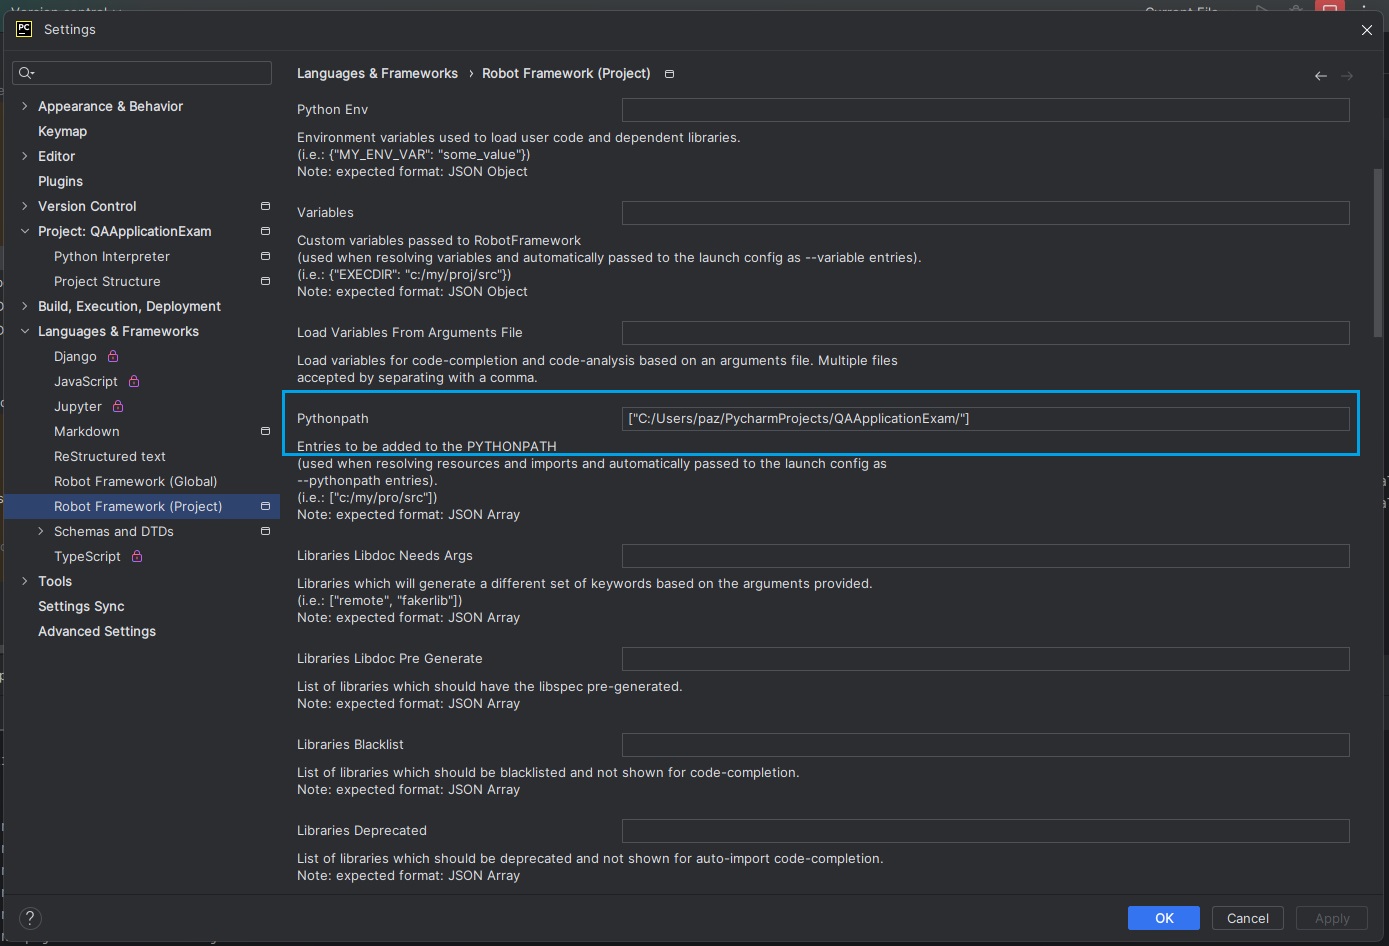 Version control
Current File
PC
Settings
Appearance & Behavior
Keymap
Editor
Plugins
Version Control
Project: QAApplicationExam
Python Interpreter
Project Structure
Build, Execution, Deployment
Languages & Frameworks
Django
JavaScript
Jupyter
Markdown
ReStructured text
Robot Framework (Global)
Robot Framework (Project)
Schemas and DTDs
TypeScript
Tools
Settings Sync
Advanced Settings
Languages & Frameworks › Robot Framework (Project)
Python Env
Environment variables used to load user code and dependent libraries.
(i.e.: {"MY_ENV_VAR": "some_value"})
Note: expected format: JSON Object
Variables
Custom variables passed to RobotFramework
(used when resolving variables and automatically passed to the launch config as --variable entries).
(i.e.: {"EXECDIR": "c:/my/proj/src"})
Note: expected format: JSON Object
Load Variables From Arguments File
Load variables for code-completion and code-analysis based on an arguments file. Multiple files
accepted by separating with a comma.
Pythonpath ["C:/Users/paz/PycharmProjects/QAApplicationExam/"]
Entries to be added to the PYTHONPATH
(used when resolving resources and imports and automatically passed to the launch config as
--pythonpath entries).
(i.e.: ["c:/my/pro/src"])
Note: expected format: JSON Array
Libraries Libdoc Needs Args
Libraries which will generate a different set of keywords based on the arguments provided.
(i.e.: ["remote", "fakerlib"])
Note: expected format: JSON Array
Libraries Libdoc Pre Generate
List of libraries which should have the libspec pre-generated.
Note: expected format: JSON Array
Libraries Blacklist
List of libraries which should be blacklisted and not shown for code-completion.
Note: expected format: JSON Array
Libraries Deprecated
List of libraries which should be deprecated and not shown for auto-import code-completion.
Note: expected format: JSON Array
?
OK Cancel Apply